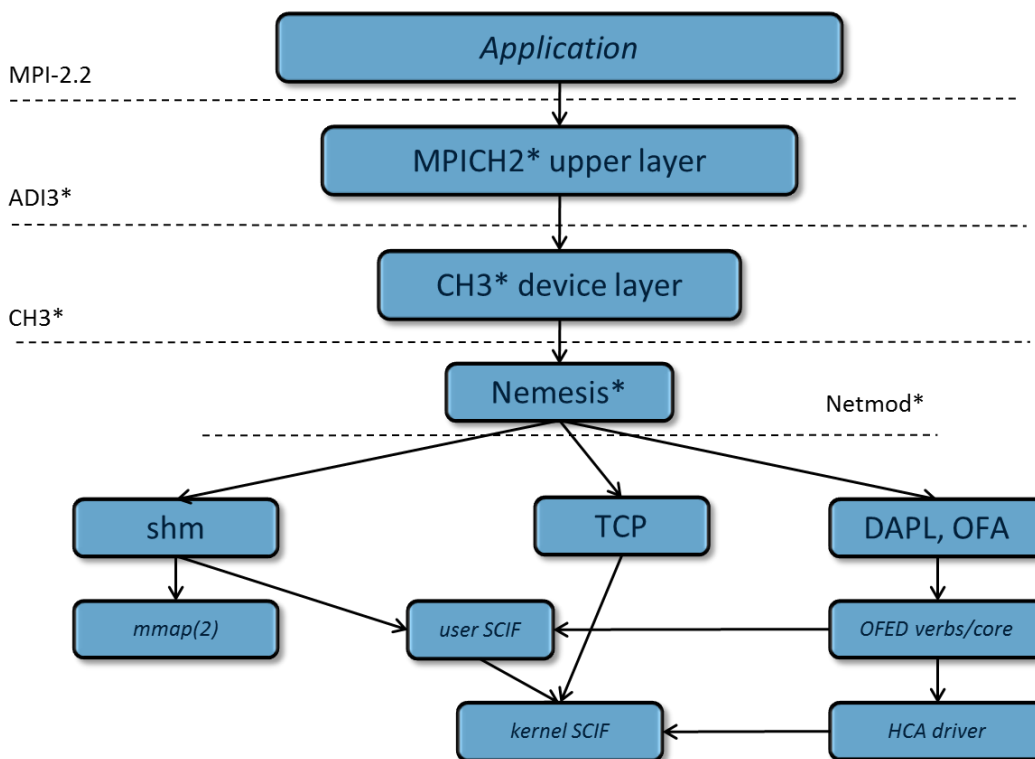 Application
MPI-2.2
MPICH2* upper layer
ADI3*
CH3* device layer
CH3*
Nemesis*
Netmod*
shm
TCP
DAPL, OFA
mmap(2)
user SCIF
OFED verbs/core
kernel SCIF
HCA driver